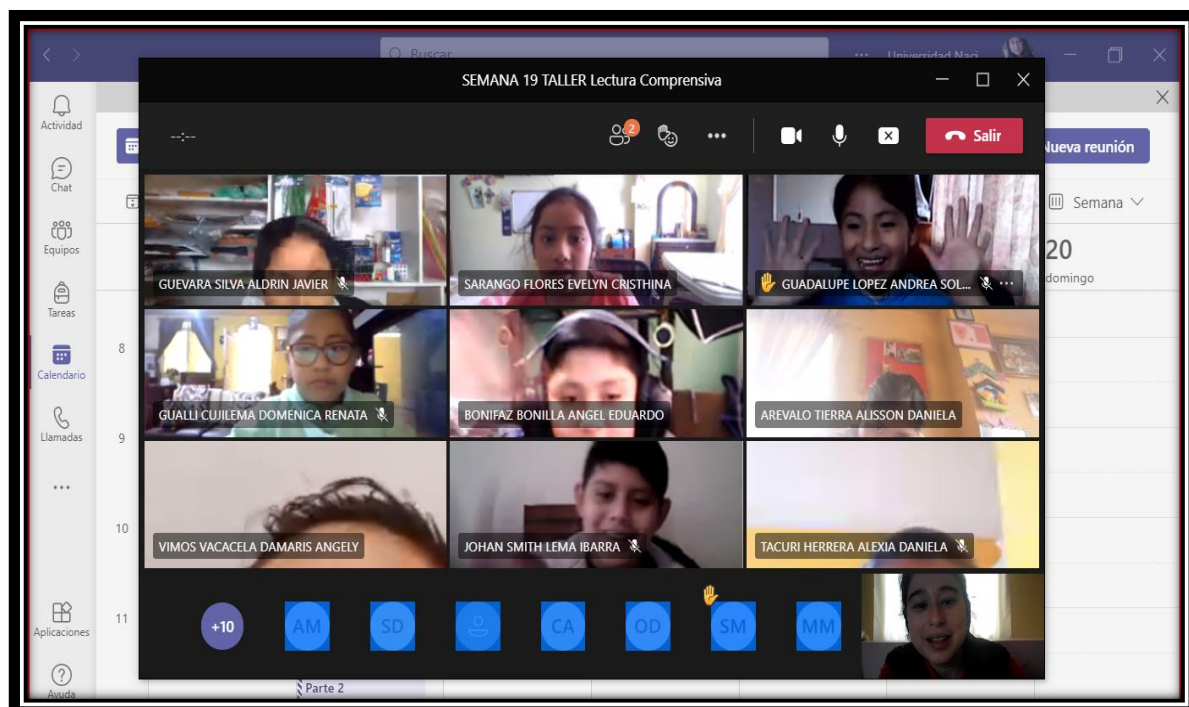 Buscar
Universidad Naci
SEMANA 19 TALLER Lectura Comprensiva
Actividad
Chat
Equipos
Tareas
Calendario
Llamadas
Aplicaciones
Ayuda
--:--
2
Salir
Nueva reunión
Semana
20
domingo
8
9
10
11
GUEVARA SILVA ALDRIN JAVIER
SARANGO FLORES EVELYN CRISTHINA
GUADALUPE LOPEZ ANDREA SOL...
GUALLI CUJILEMA DOMENICA RENATA
BONIFAZ BONILLA ANGEL EDUARDO
AREVALO TIERRA ALISSON DANIELA
VIMOS VACACELA DAMARIS ANGELY
JOHAN SMITH LEMA IBARRA
TACURI HERRERA ALEXIA DANIELA
+10
AM
SD
CA
OD
SM
MM
Parte 2